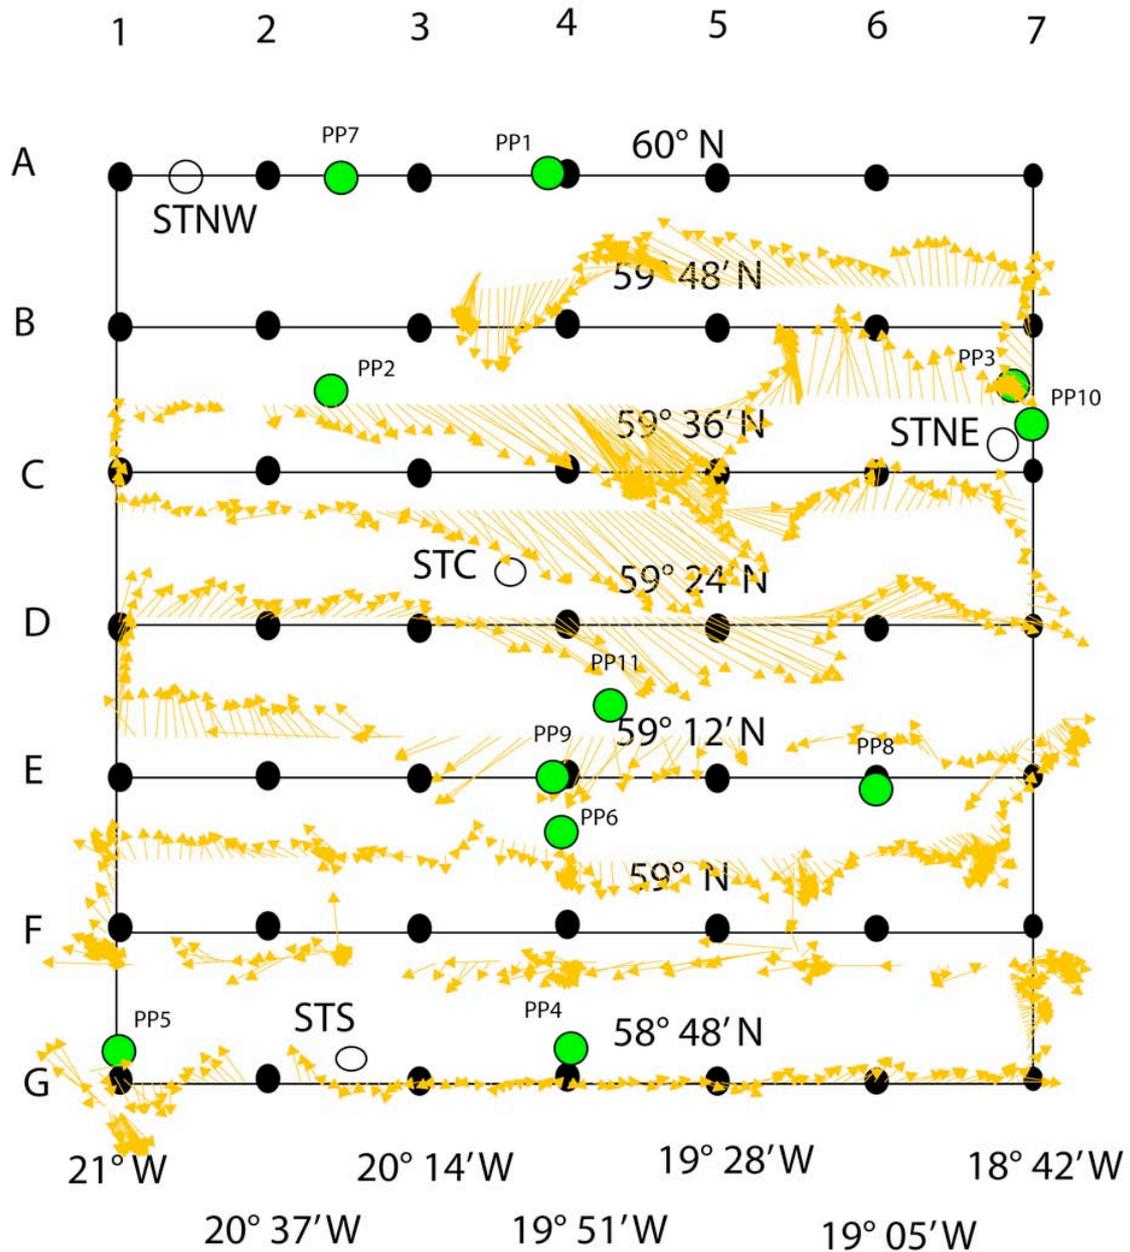 1 2 3 4 5 6 7
PP7 PP1 60° N
A
STNW
59° 48′ N
B
PP3
PP2 PP10
59° 36′ N STNE
C
STC 59° 24′ N
D
PP11
PP9 59° 12′ N PP8
E
PP6
59° N
F
PP5 STS PP4 58° 48′ N
G
21° W 20° 14′ W 19° 28′ W 18° 42′ W
20° 37′ W 19° 51′ W 19° 05′ W